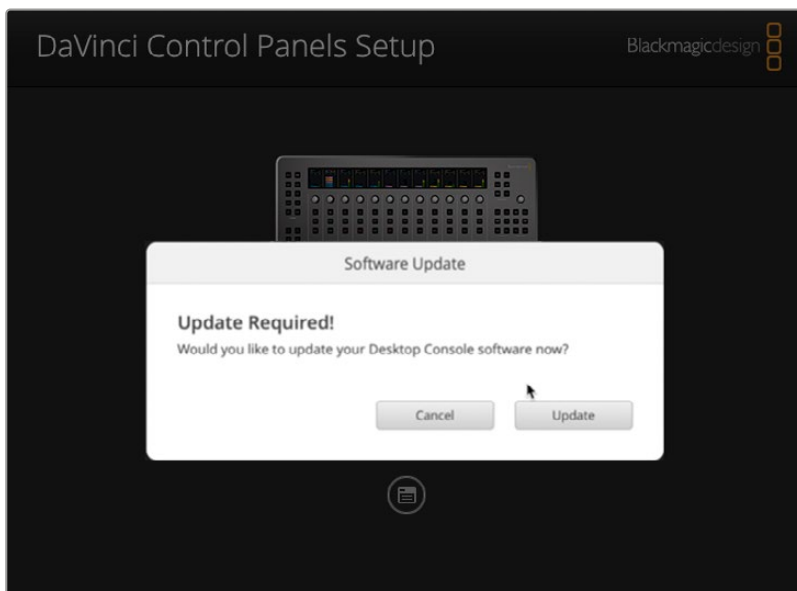 DaVinci Control Panels Setup
Blackmagicdesign
Software Update
Update Required!
Would you like to update your Desktop Console software now?
Cancel
Update